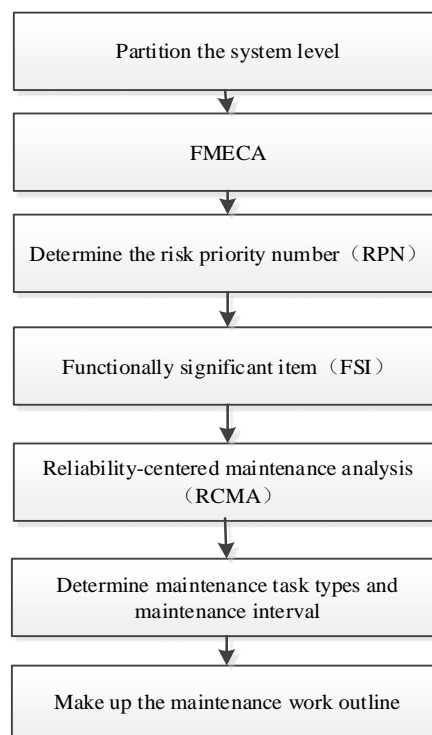 Partition the system level
FMECA
Determine the risk priority number（RPN）
Functionally significant item（FSI）
Reliability-centered maintenance analysis
（RCMA）
Determine maintenance task types and
maintenance interval
Make up the maintenance work outline